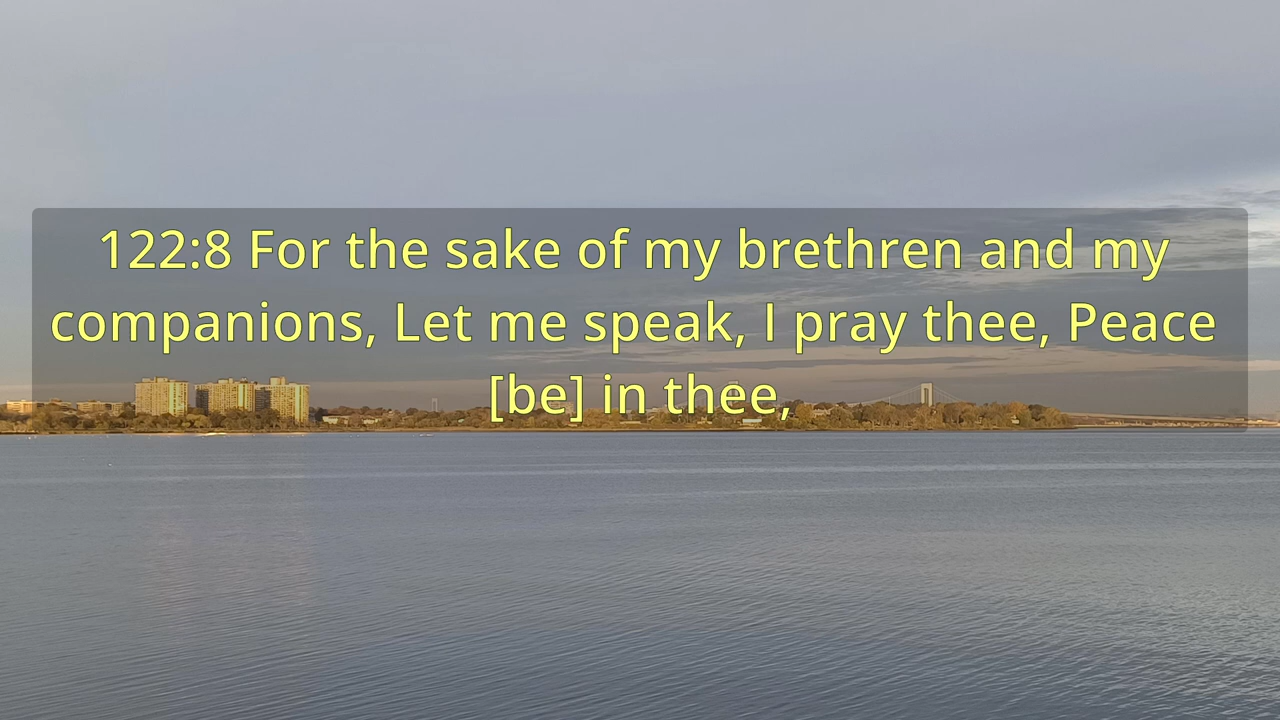 122:8 For the sake of my brethren and my
companions, Let me speak, I pray thee, Peace
[be] in thee,